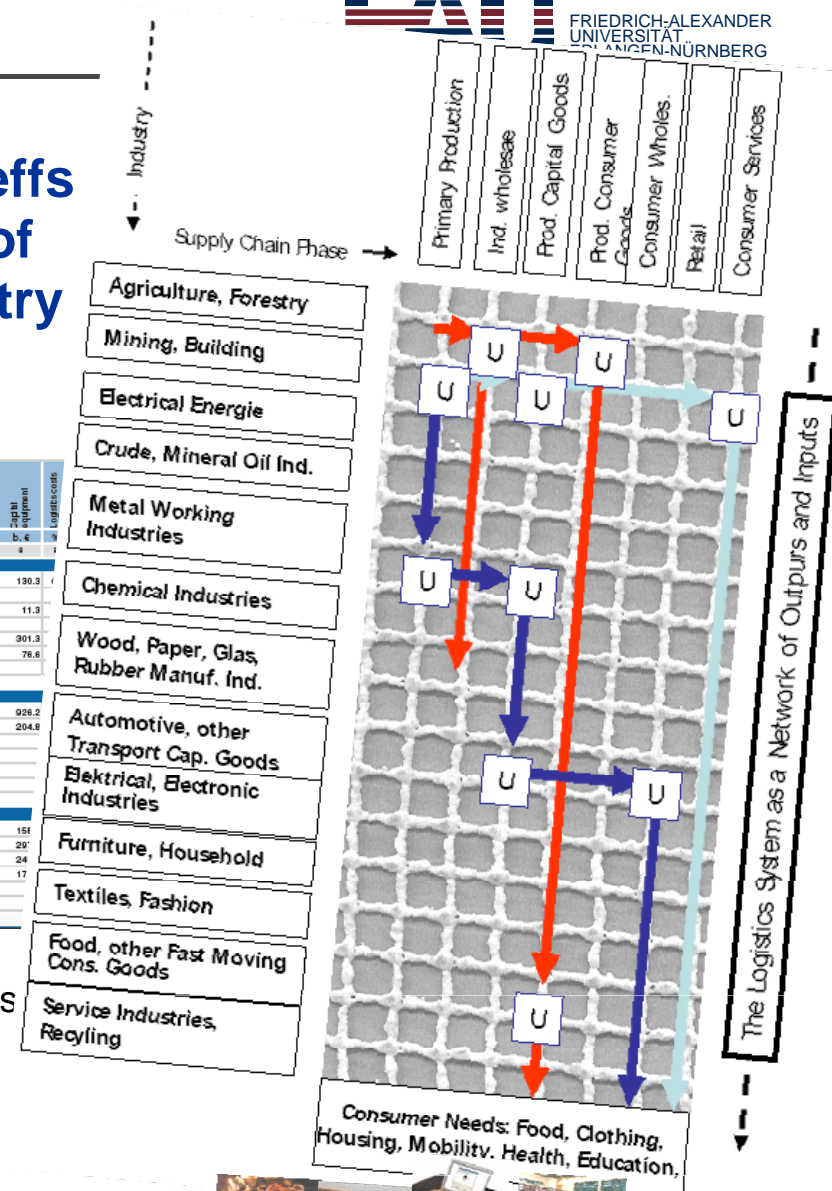 FRIEDRICH-ALEXANDER
UNIVERSITÄT
ERLANGEN-NÜRNBERG
effs
of
try
Industry
Supply Chain Phase
Primary Production
Ind. wholesae
Prod. Capital Goods
Prod. Consumer
Goods
Consumer Wholes.
Retail
Consumer Services
Agriculture, Forestry
Mining, Building
Electrical Energie
Crude, Mineral Oil Ind.
Metal Working
Industries
Chemical Industries
Wood, Paper, Glas,
Rubber Manuf. Ind.
Automotive, other
Transport Cap. Goods
Elektrical, Electronic
Industries
Furniture, Household
Textiles, Fashion
Food, other Fast Moving
Cons. Goods
Service Industries,
Recyling
U
U
U
U
U
U
U
U
U
U
The Logistics System as a Network of Outpurs and Inputs
Consumer Needs: Food, Clothing,
Housing, Mobility, Health, Education,
equipment
Logistics costs
b. €
130.3
11.3
301.3
76.6
926.2
204.8
24
17
s